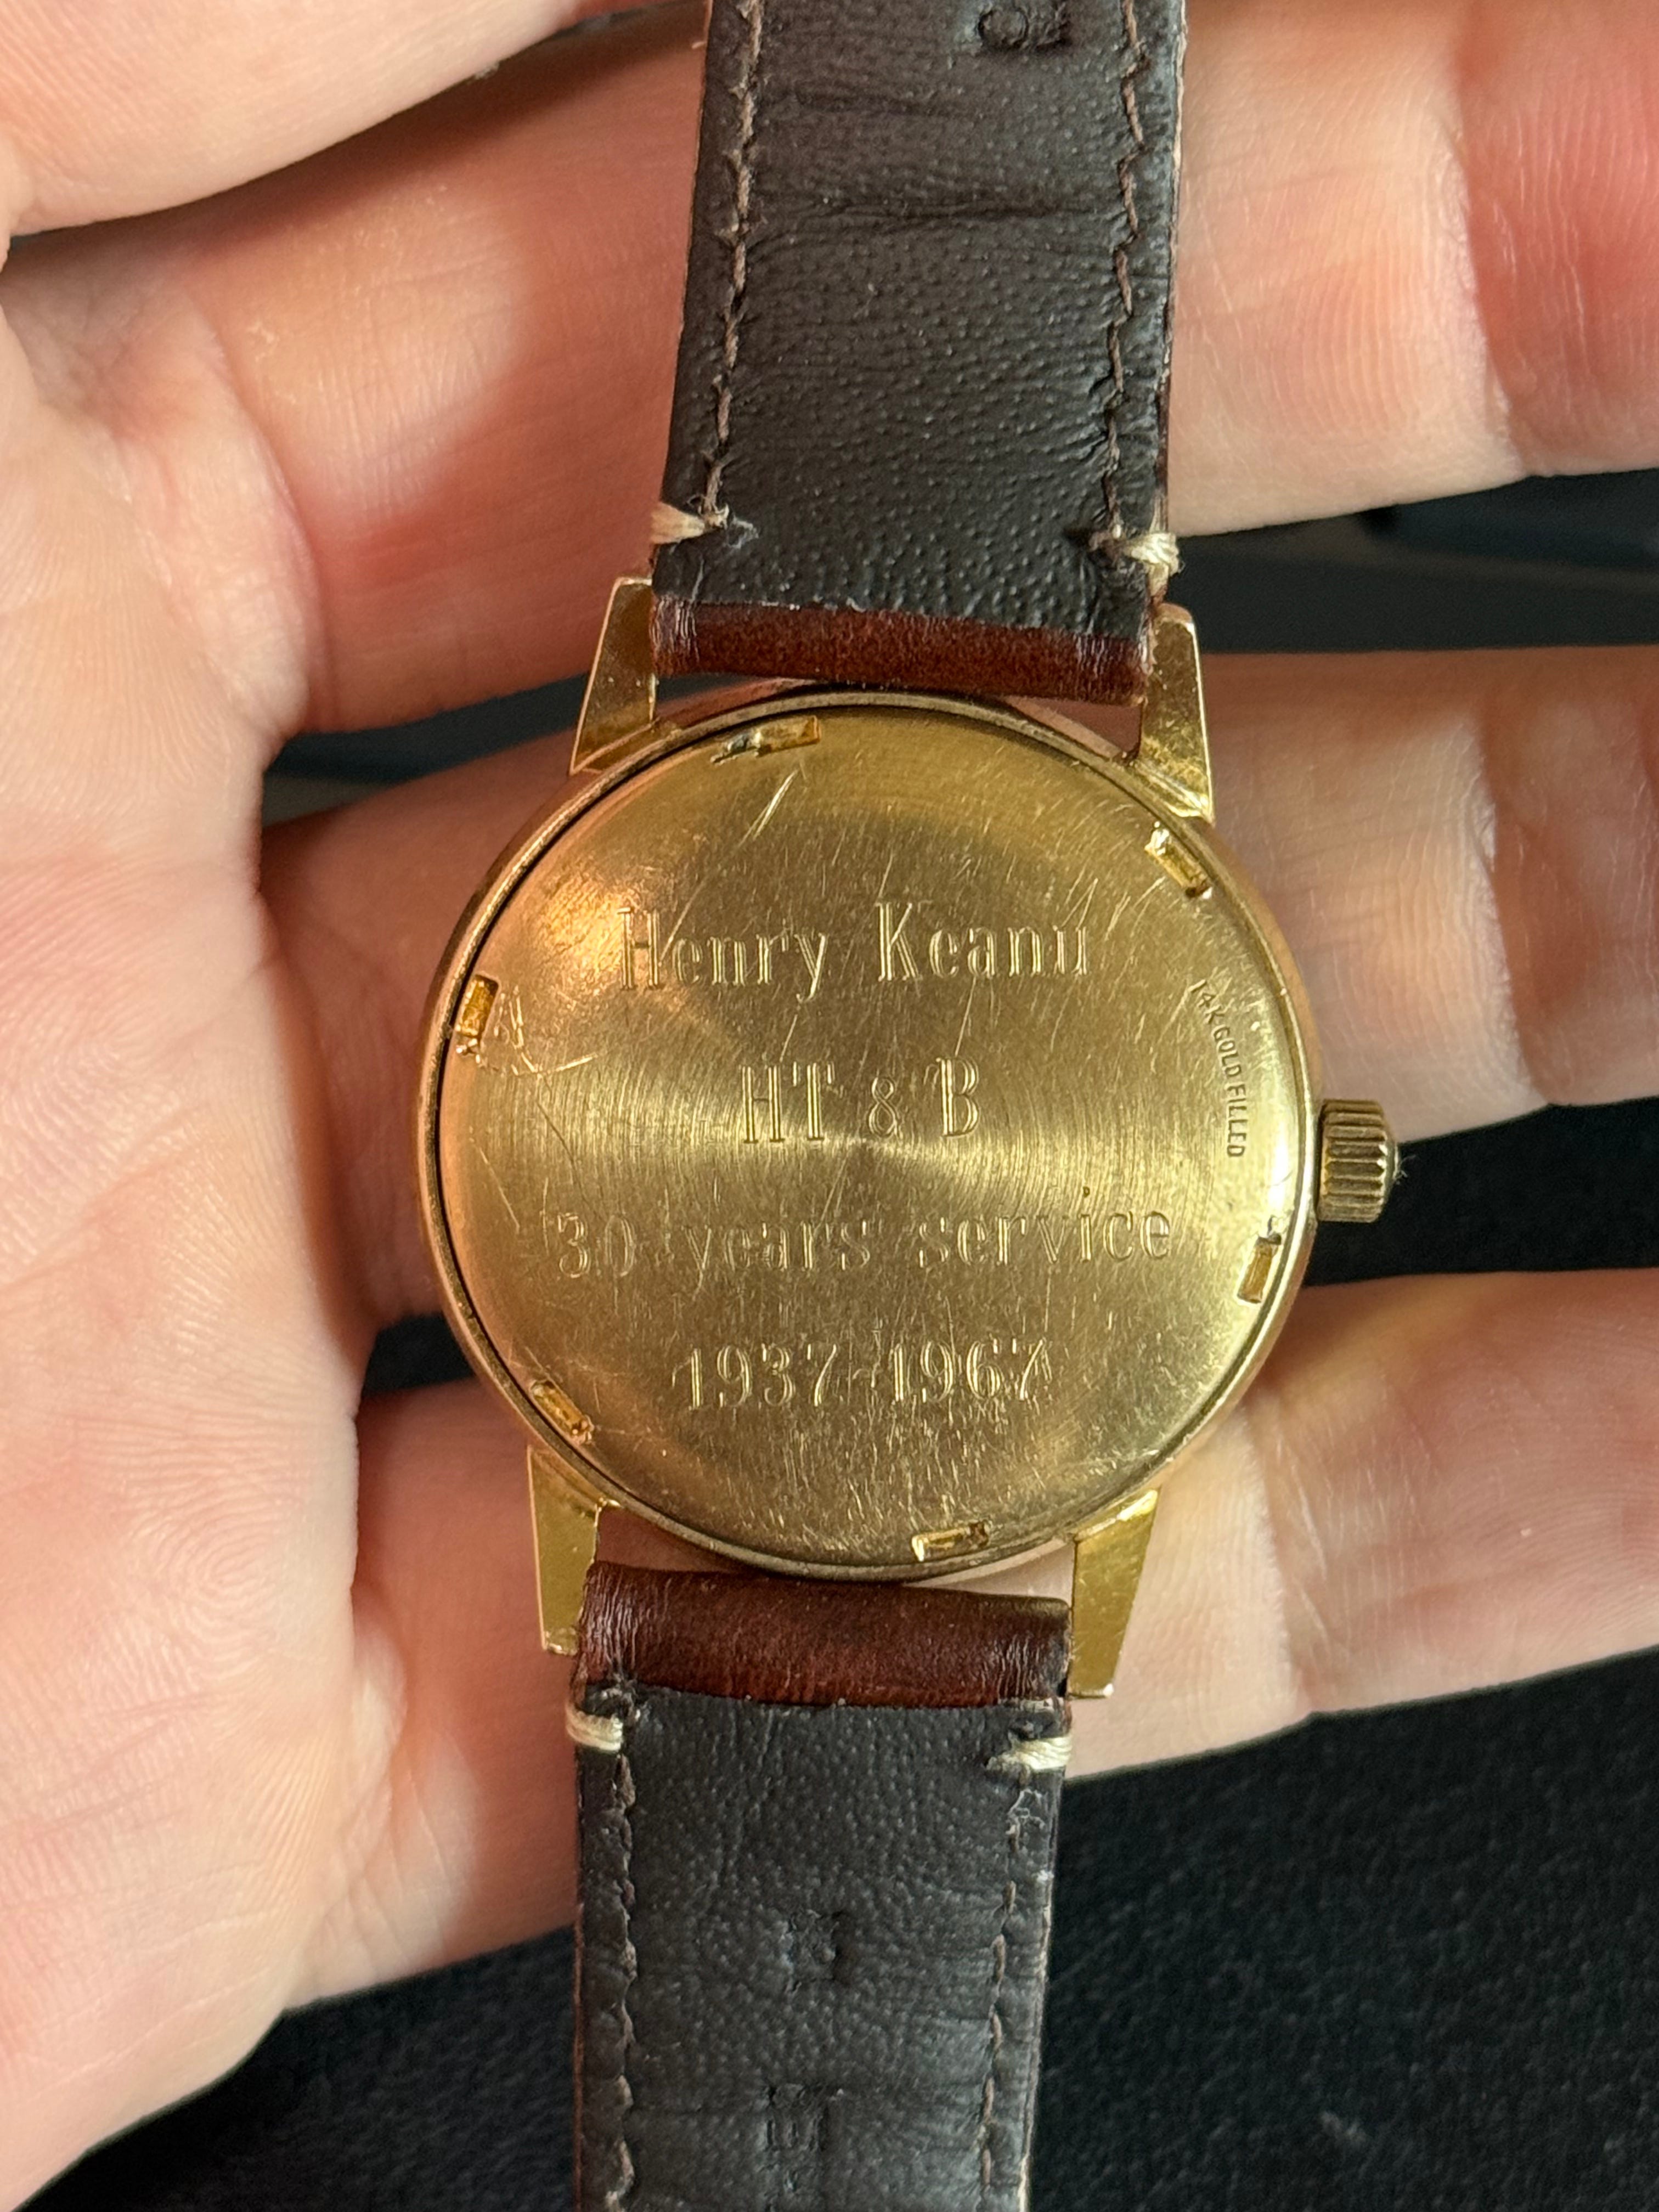 Henry Keanu
HT & B
30 years service
1937-1967
14K GOLD FILLED